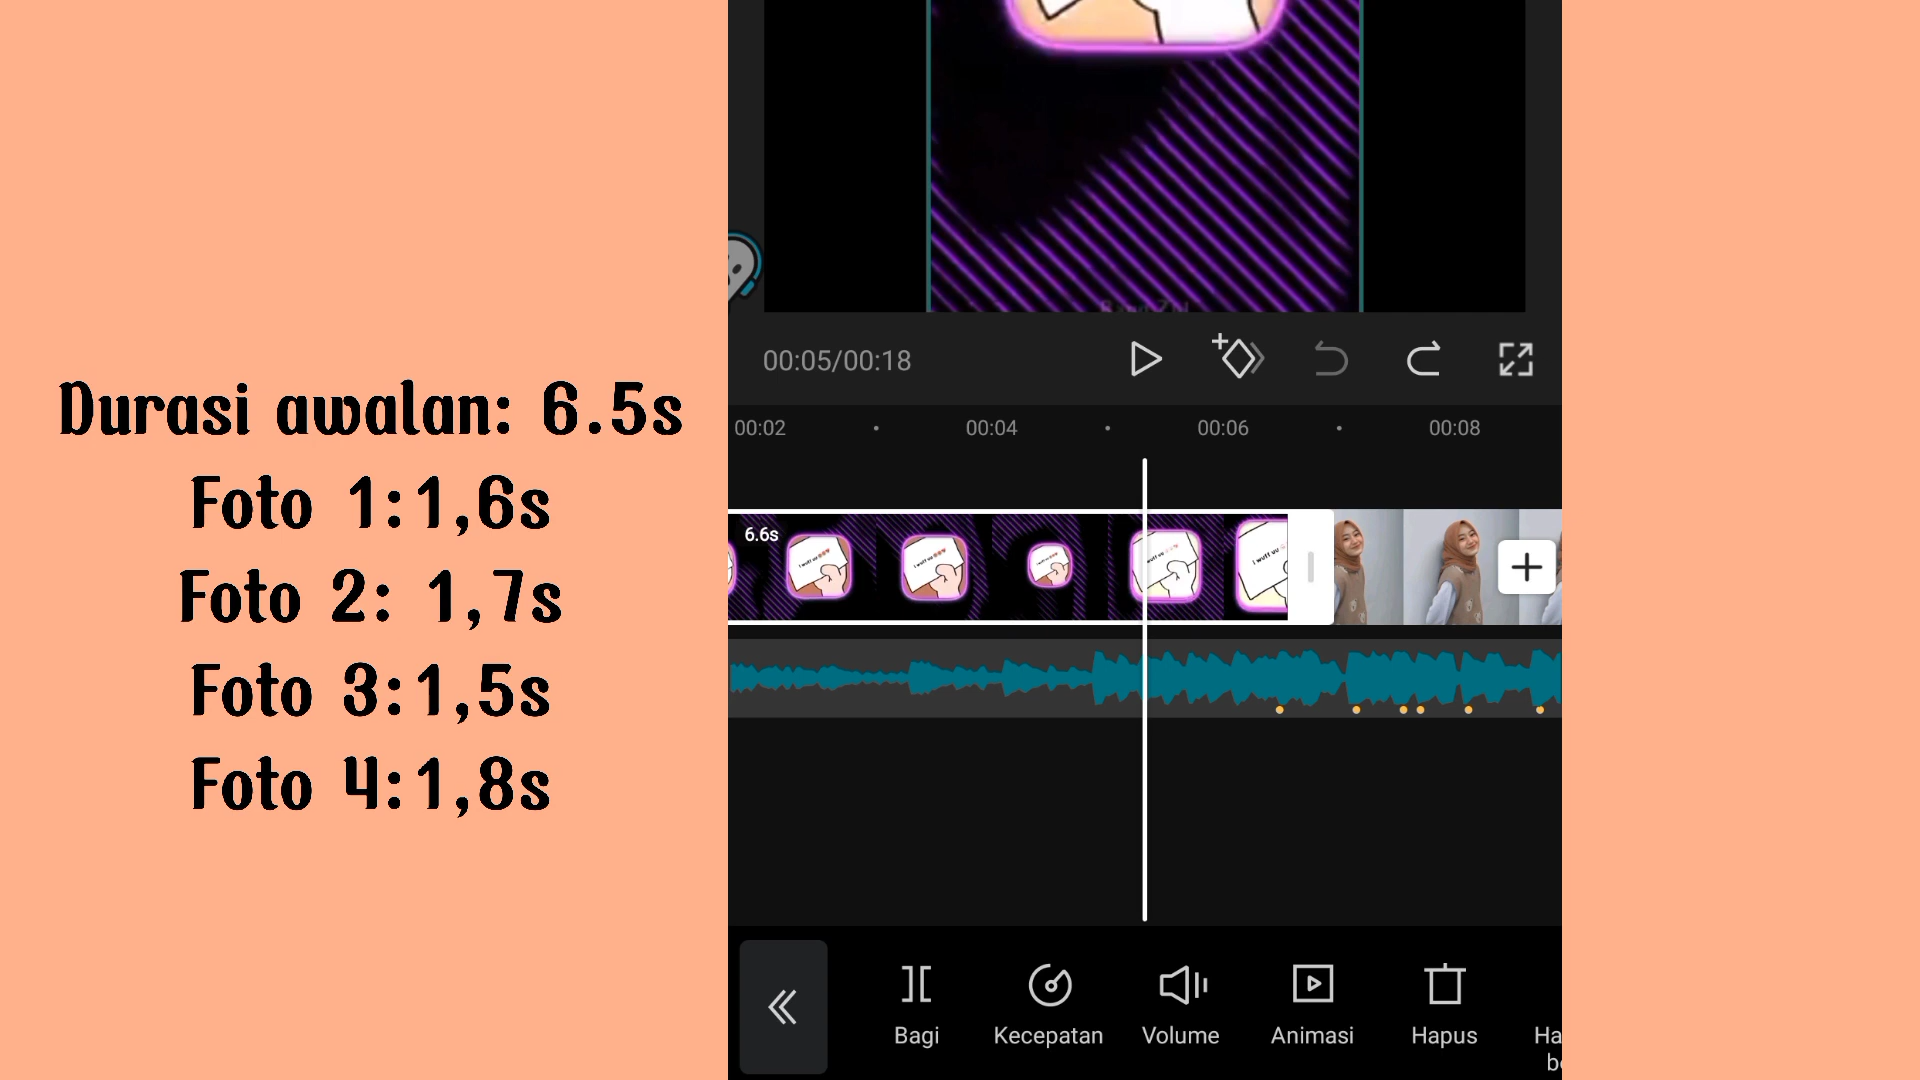 Durasi awalan: 6.5s
Foto 1:1,6s
Foto 2: 1,7s
Foto 3:1,5s
Foto 4:1,8s
00:05/00:18
00:02
00:04
00:06
00:08
6.6s
Bagi
Kecepatan
Volume
Animasi
Hapus